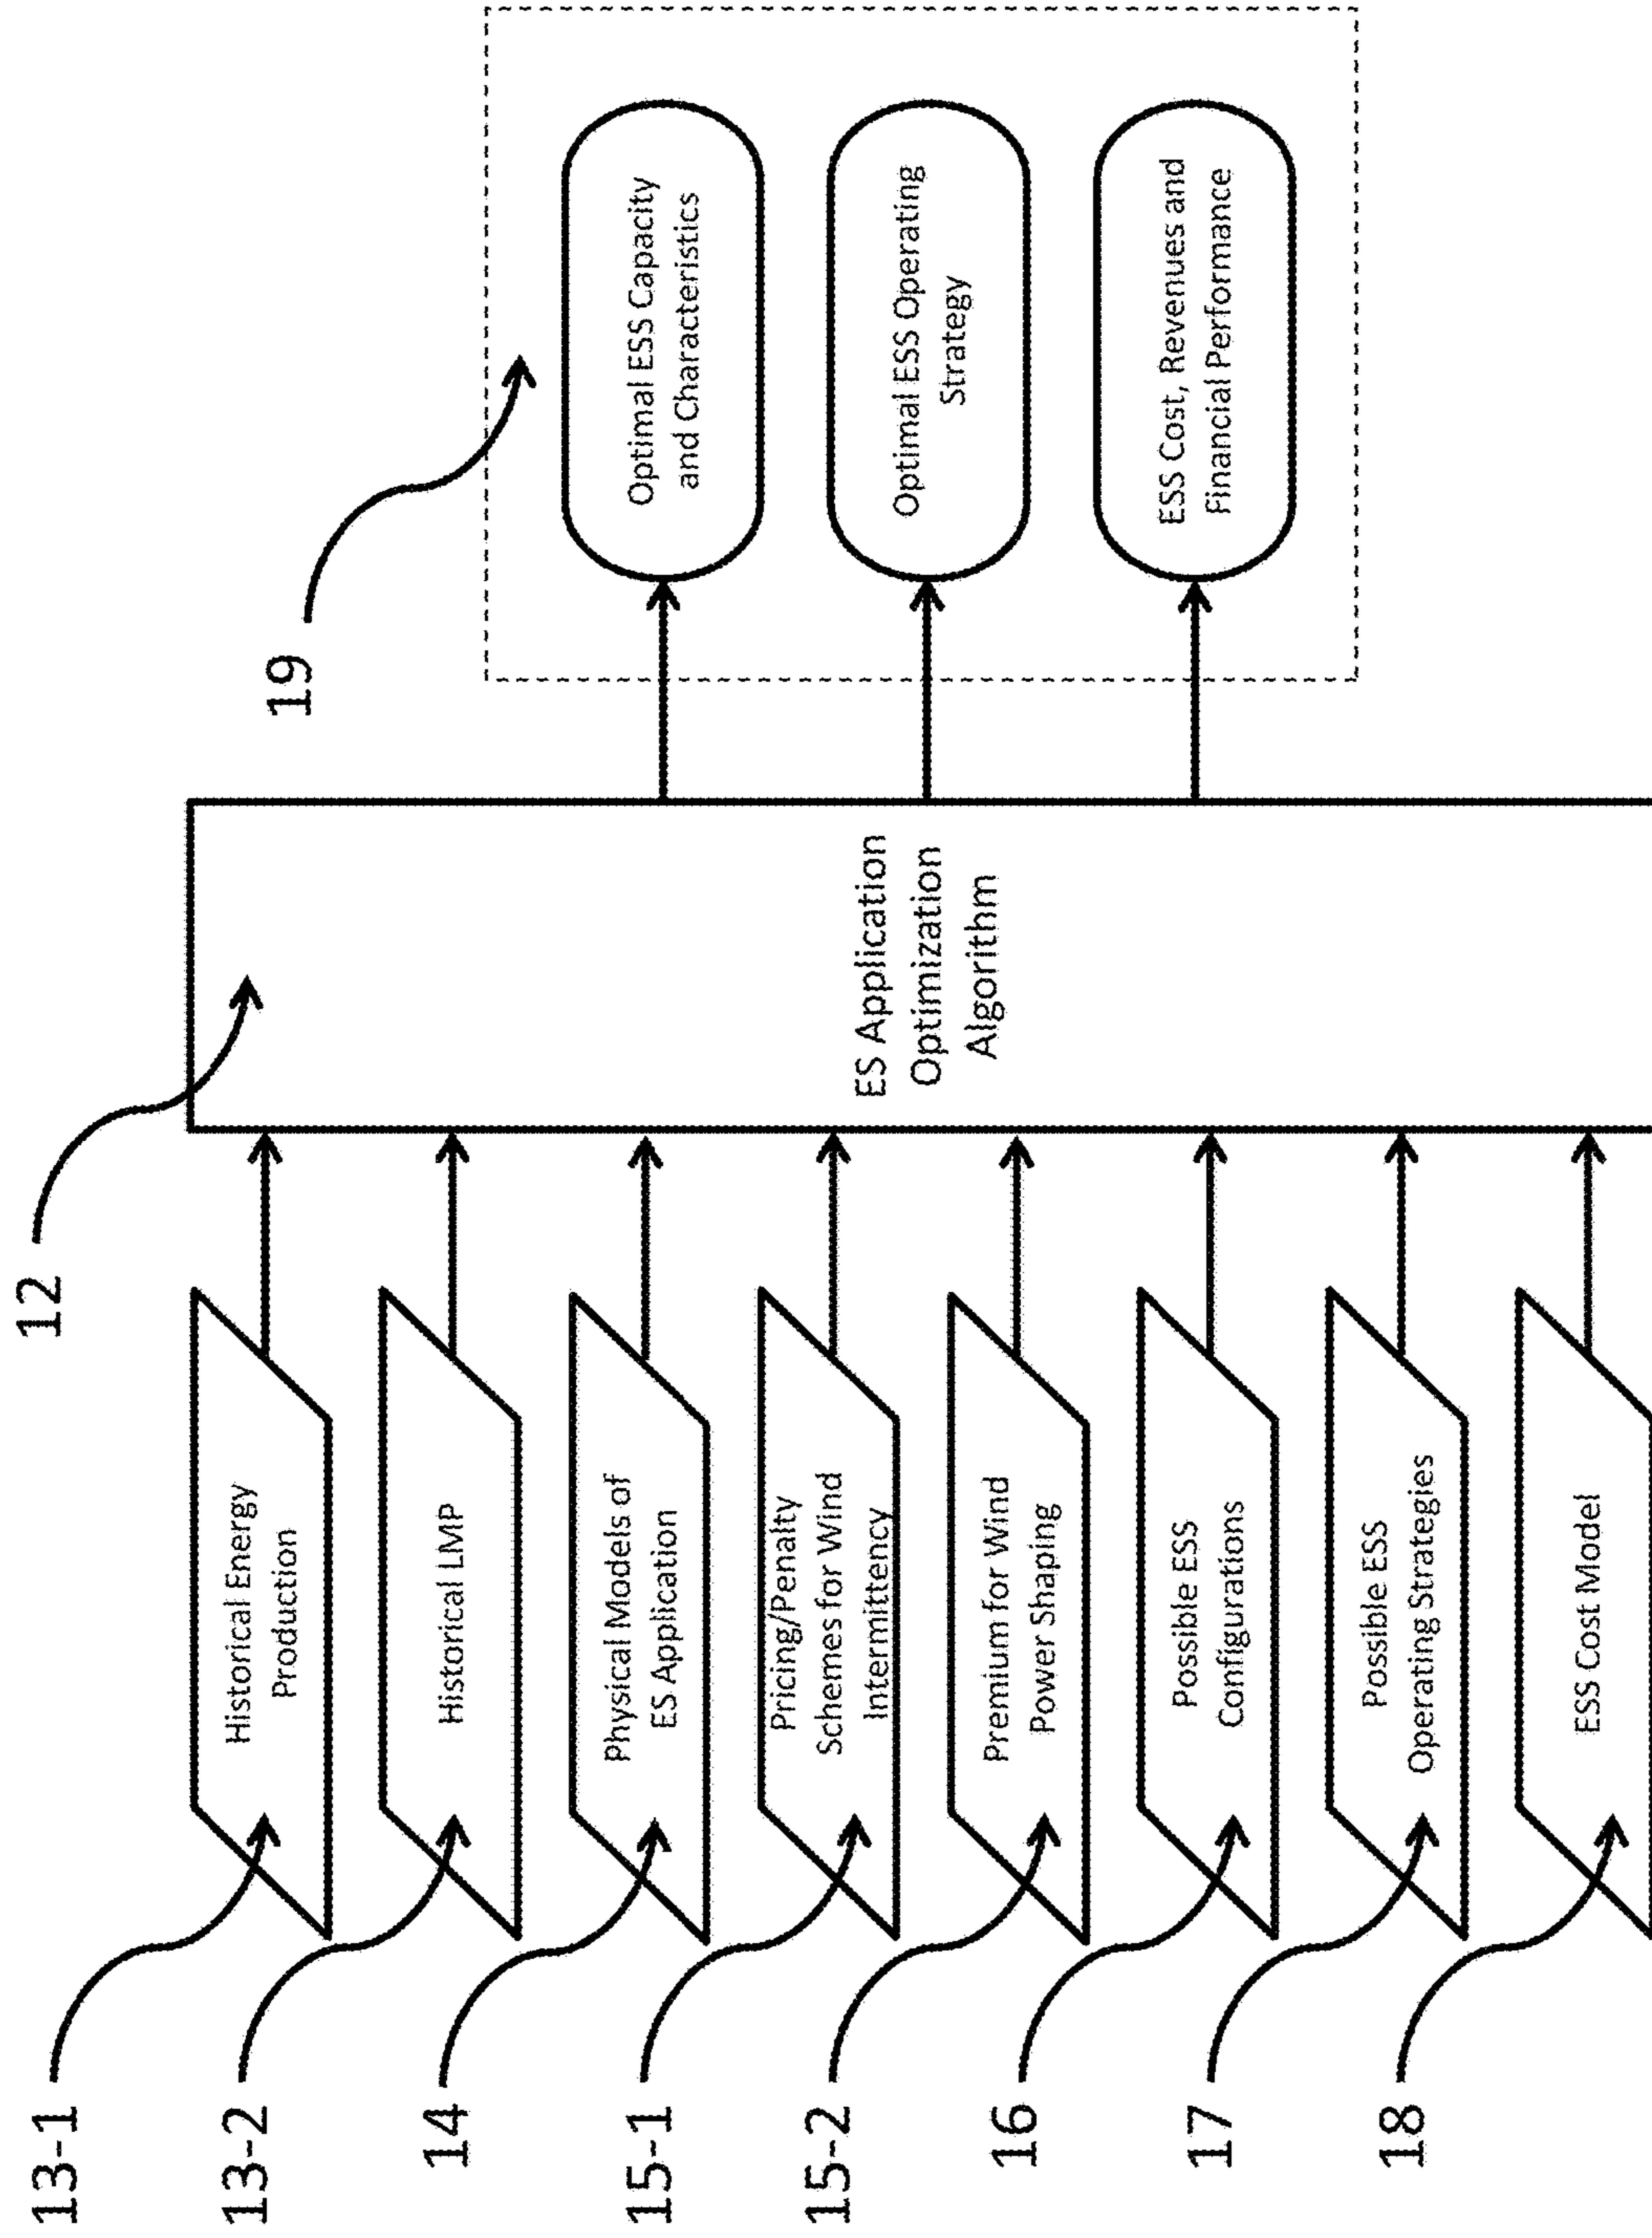 13-1
Historical Energy
Production
13-2
Historical LMP
14
Physical Models of
ES Application
15-1
Pricing/Penalty
Schemes for Wind
Intermittency
15-2
Premium for Wind
Power Shaping
16
Possible ESS
Configurations
17
Possible ESS
Operating Strategies
18
ESS Cost Model
12
ES Application
Optimization
Algorithm
19
Optimal ESS Capacity
and Characteristics
Optimal ESS Operating
Strategy
ESS Cost, Revenues and
Financial Performance